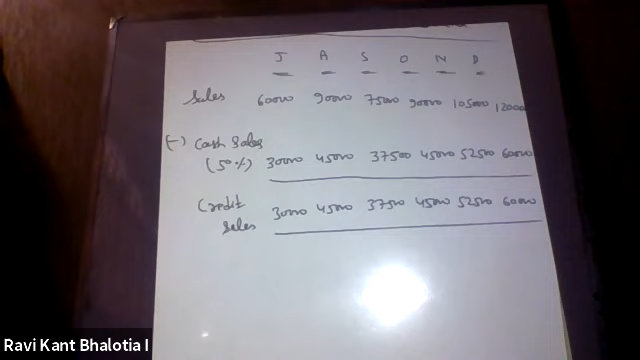 J A S O N D
Sales 60000 90000 75000 90000 105000 12000
(-) Cash Sales
(50%) 30000 45000 37500 45000 52500 60000
Credit 30000 45000 37500 45000 52500 60000
Sales
Ravi Kant Bhalotia I